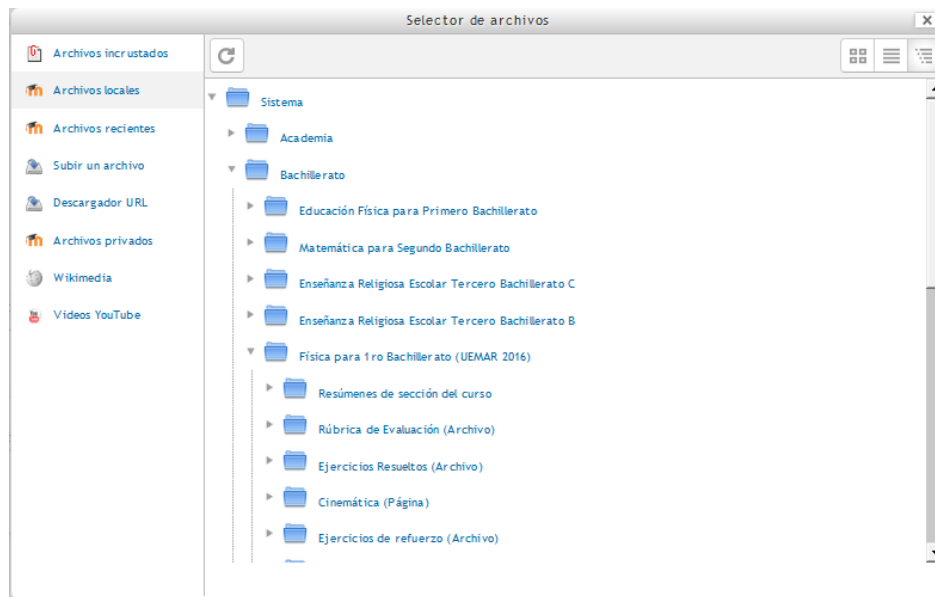 Selector de archivos
Archivos incrustados
Archivos locales
Archivos recientes
Subir un archivo
Descargador URL
Archivos privados
Wikimedia
Videos YouTube
Sistema
Academia
Bachillerato
Educación Física para Primero Bachillerato
Matemática para Segundo Bachillerato
Enseñanza Religiosa Escolar Tercero Bachillerato C
Enseñanza Religiosa Escolar Tercero Bachillerato B
Física para 1ro Bachillerato (UEMAR 2016)
Resúmenes de sección del curso
Rúbrica de Evaluación (Archivo)
Ejercicios Resueltos (Archivo)
Cinemática (Página)
Ejercicios de refuerzo (Archivo)